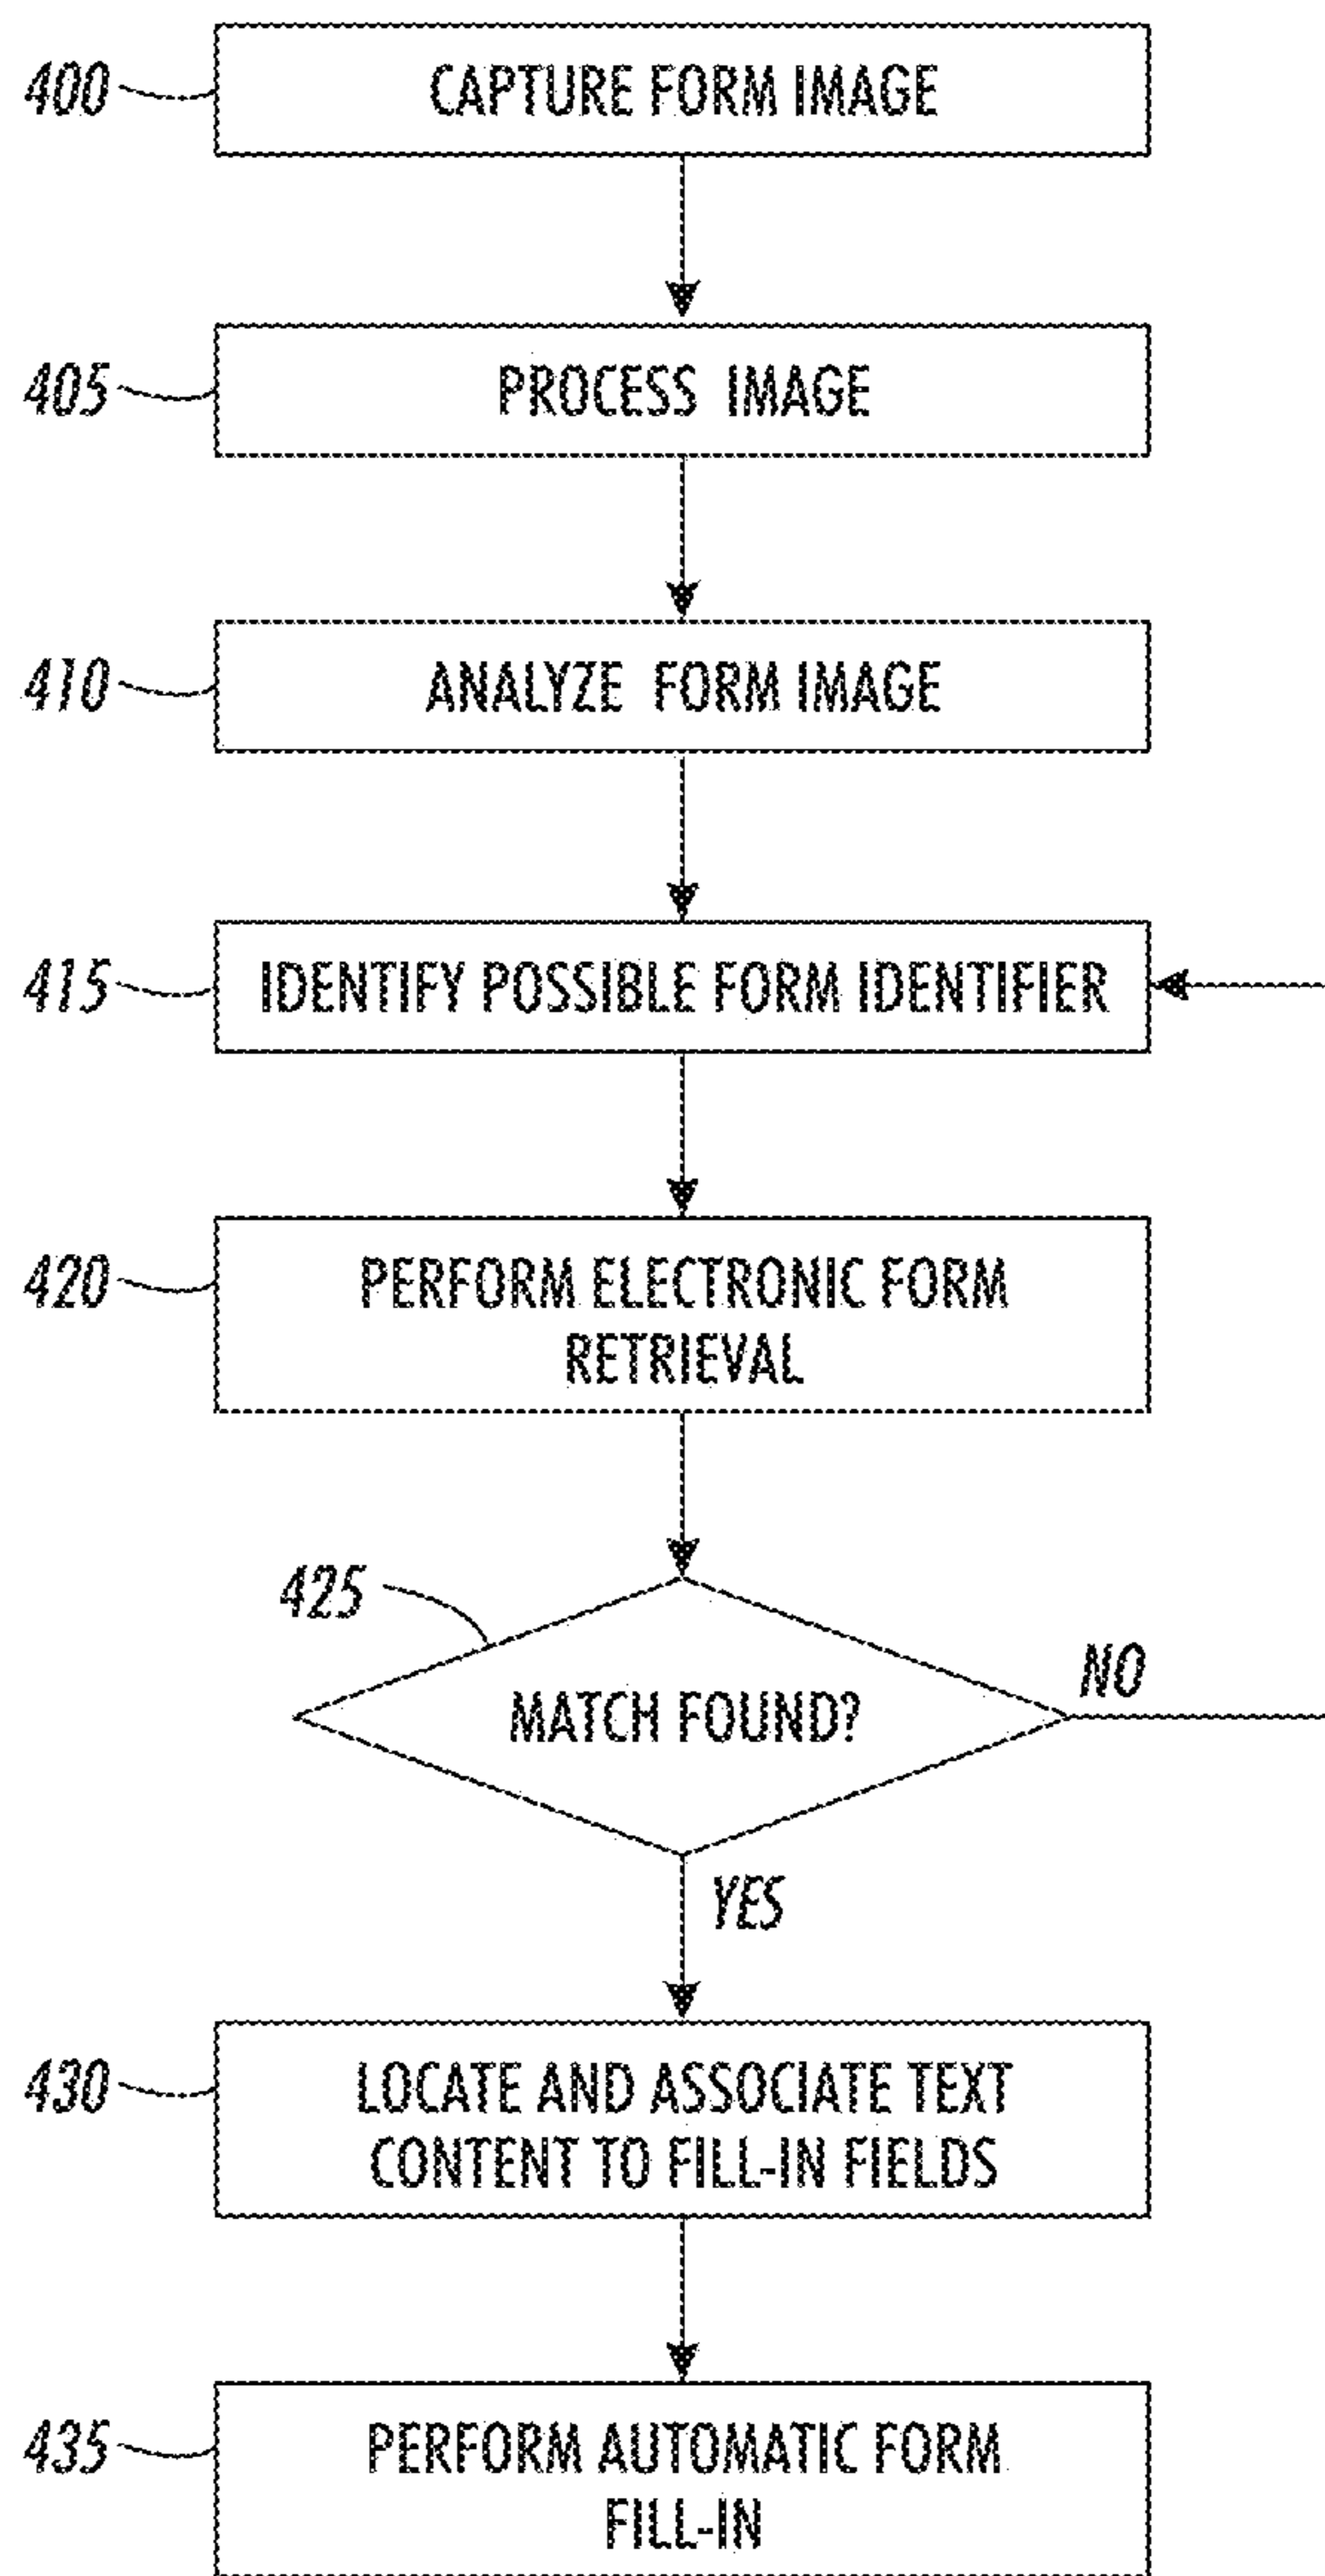 400
CAPTURE FORM IMAGE
405
PROCESS IMAGE
410
ANALYZE FORM IMAGE
415
IDENTIFY POSSIBLE FORM IDENTIFIER
420
PERFORM ELECTRONIC FORM
RETRIEVAL
425
MATCH FOUND?
NO
YES
430
LOCATE AND ASSOCIATE TEXT
CONTENT TO FILL-IN FIELDS
435
PERFORM AUTOMATIC FORM
FILL-IN